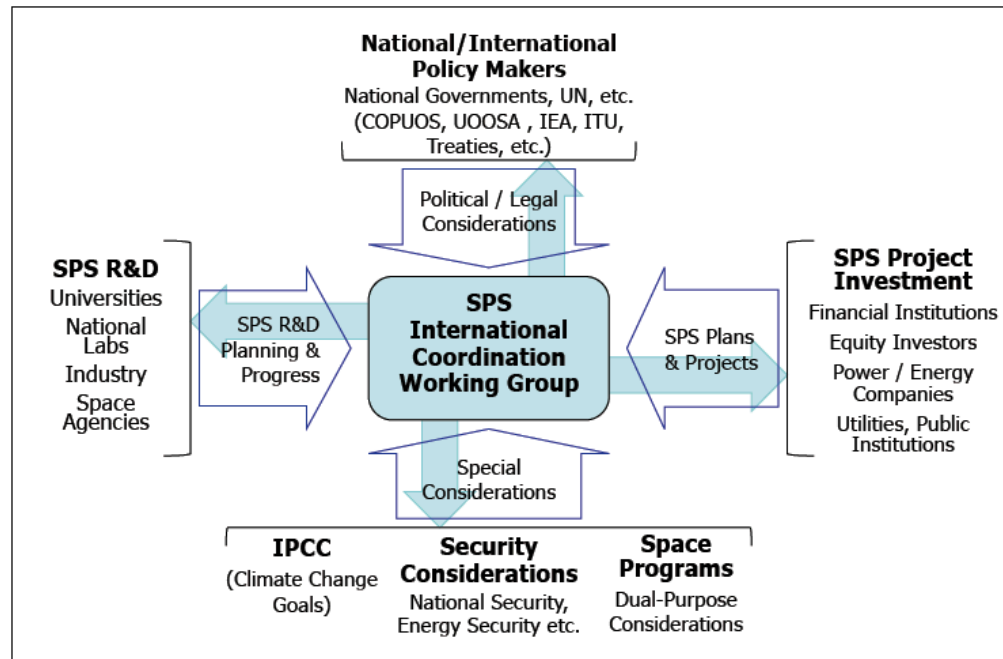 National/International
Policy Makers
National Governments, UN, etc.
(COPUOS, UOOSA , IEA, ITU,
Treaties, etc.)
Political / Legal
Considerations
SPS R&D
Universities
National
Labs
Industry
Space
Agencies
SPS R&D
Planning &
Progress
SPS
International
Coordination
Working Group
SPS Plans
& Projects
SPS Project
Investment
Financial Institutions
Equity Investors
Power / Energy
Companies
Utilities, Public
Institutions
Special
Considerations
IPCC
(Climate Change
Goals)
Security
Considerations
National Security,
Energy Security etc.
Space
Programs
Dual-Purpose
Considerations